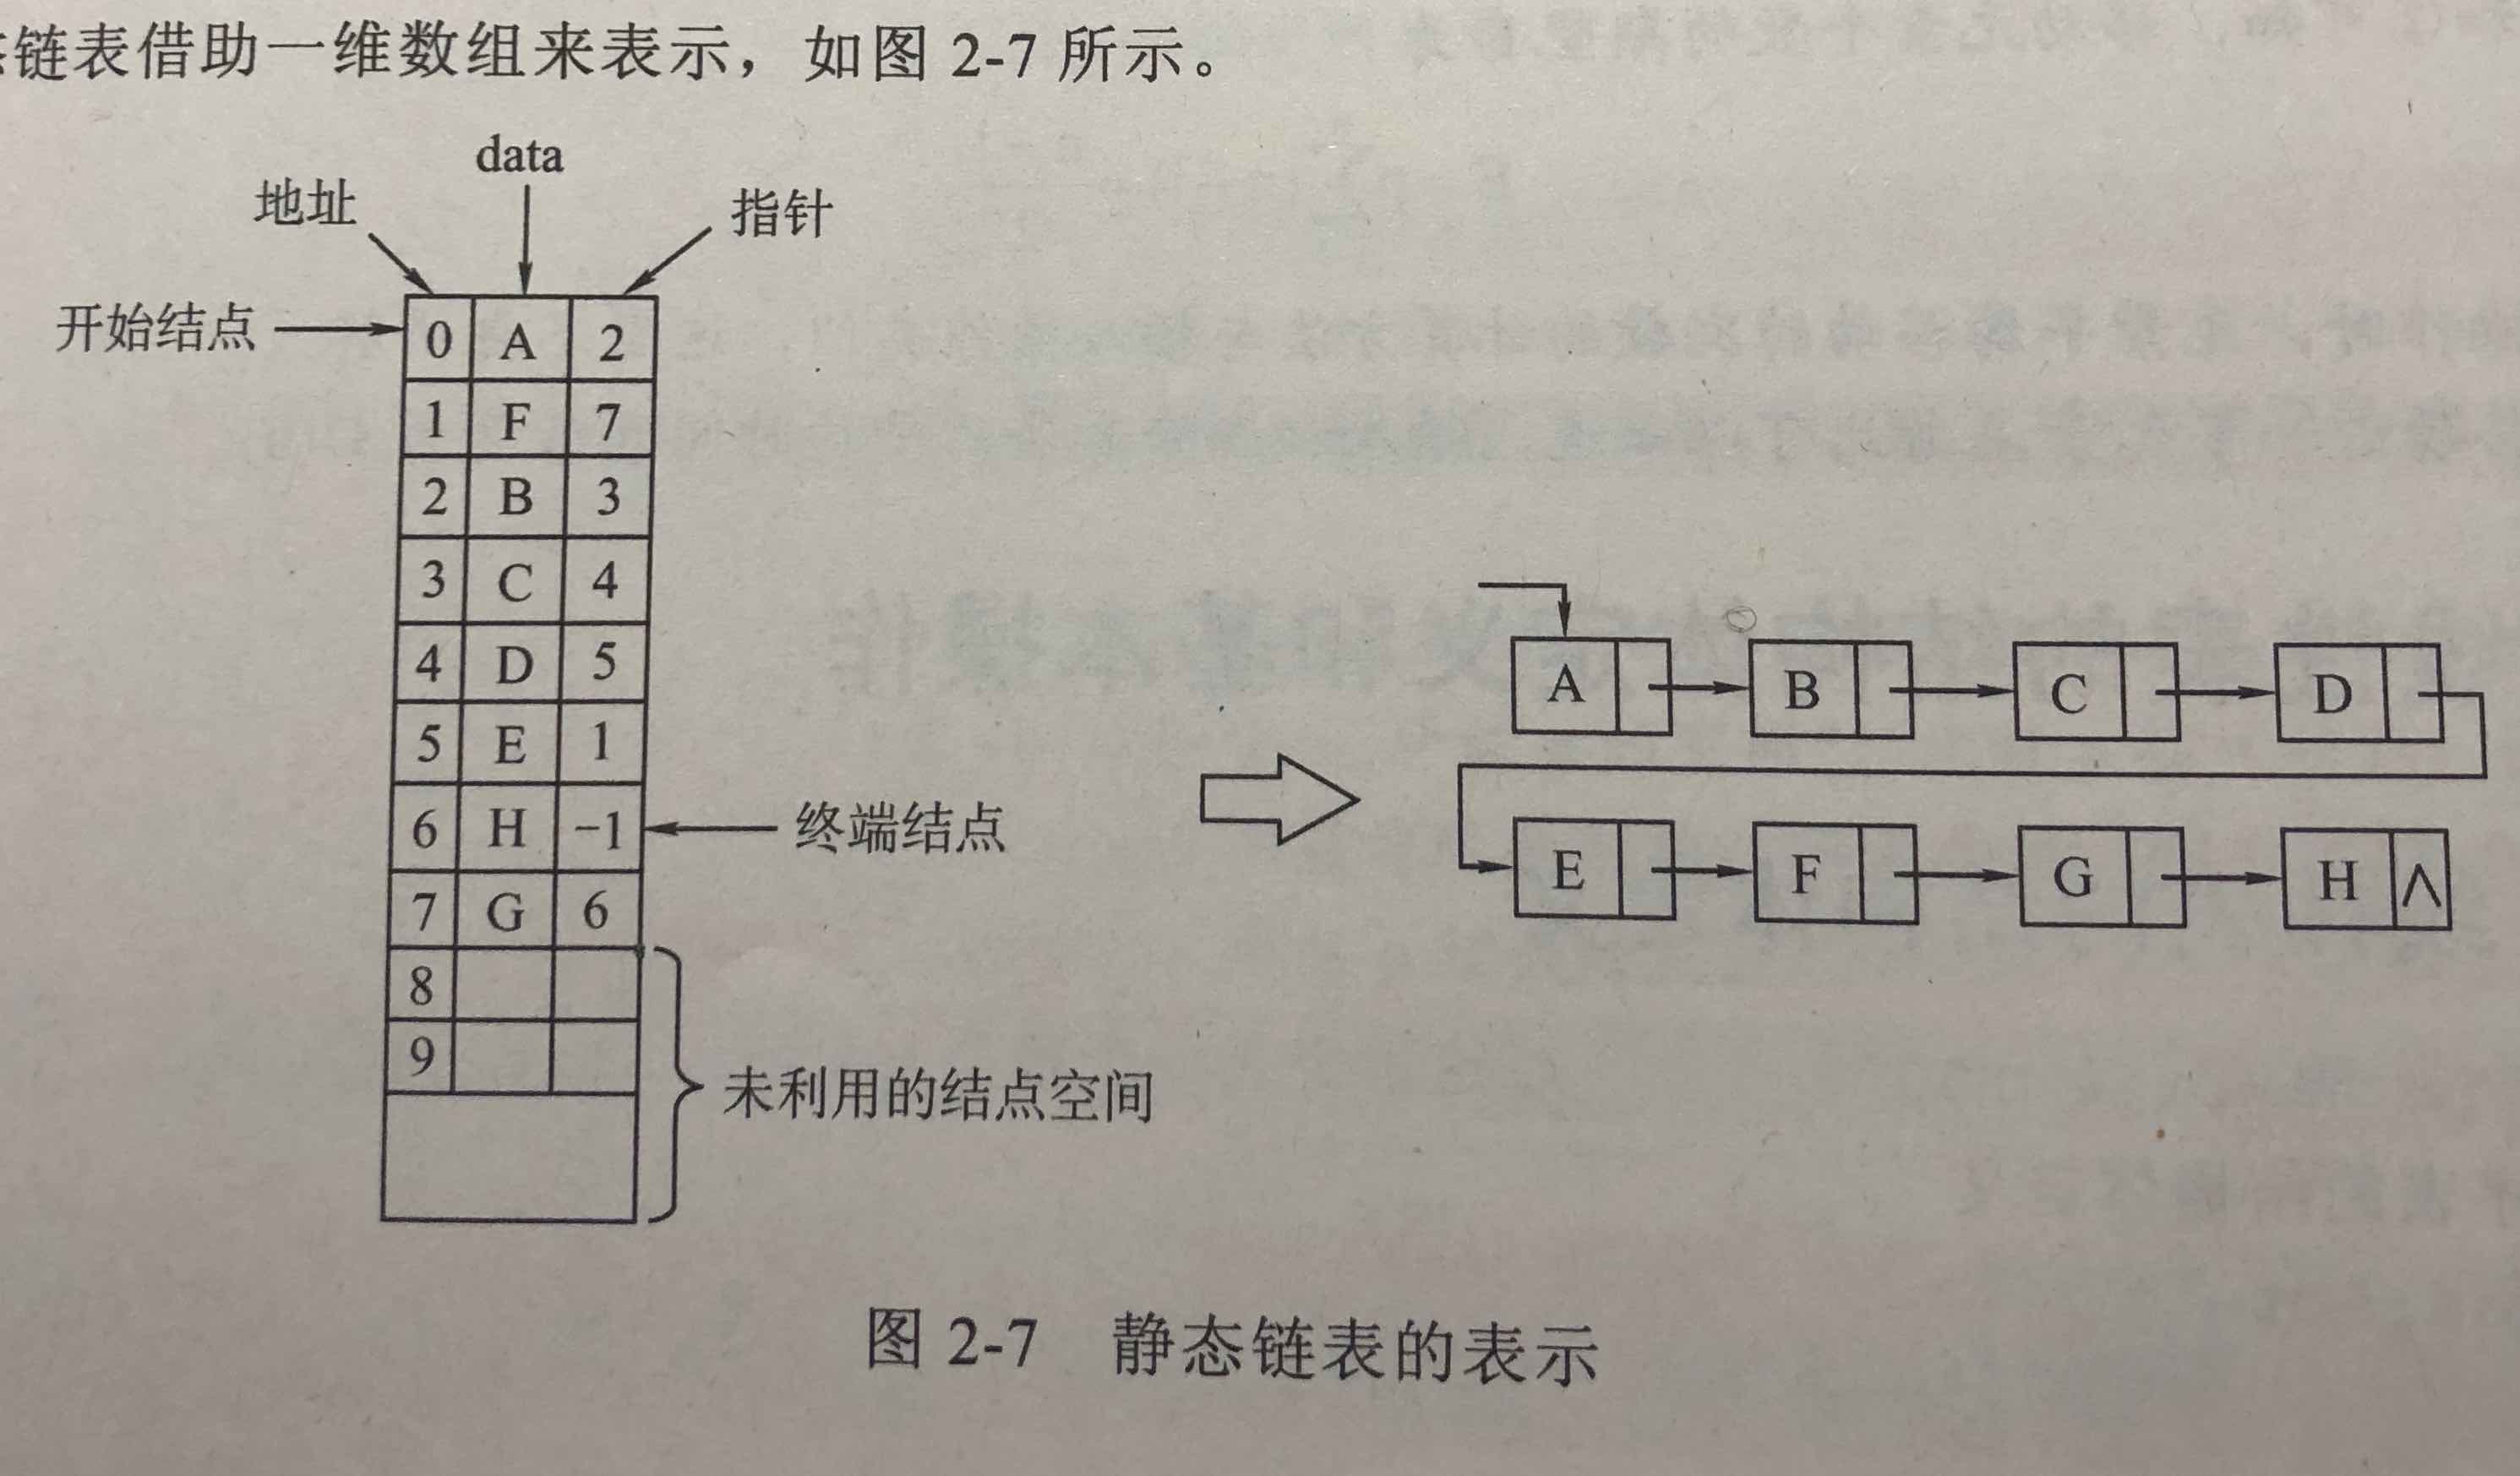 链表借助一维数组来表示，如图 2-7 所示。
data
地址
指针
开始结点
0 A 2
1 F 7
2 B 3
3 C 4
4 D 5
5 E 1
6 H -1
终端结点
7 G 6
8
9
未利用的结点空间
A B C D
E F G H ∧
图 2-7 静态链表的表示